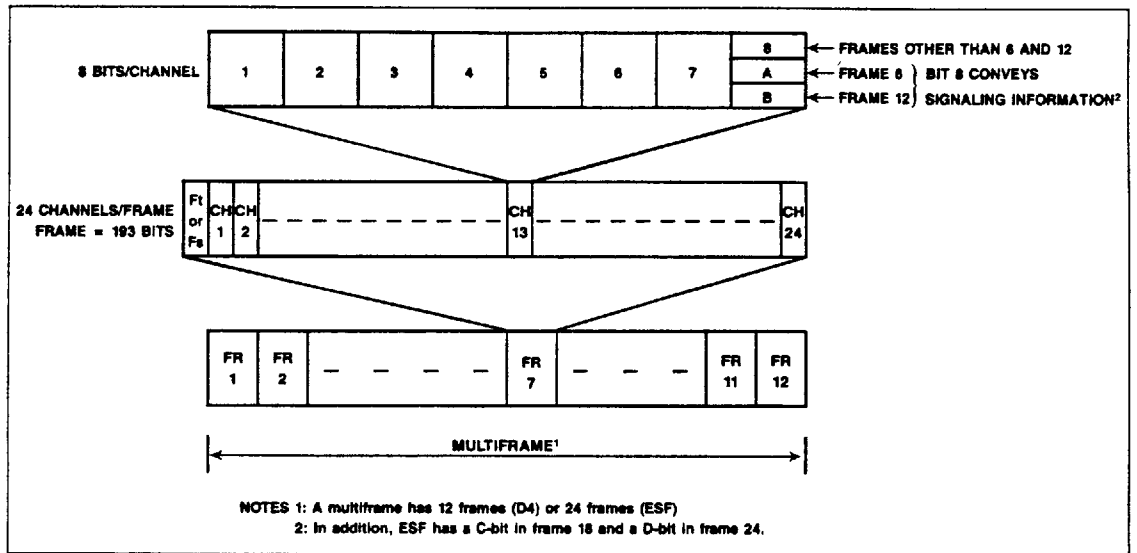 8 BITS/CHANNEL
1 2 3 4 5 6 7
8
A
B
FRAMES OTHER THAN 6 AND 12
FRAME 6
FRAME 12
BIT 8 CONVEYS
SIGNALING INFORMATION²
24 CHANNELS/FRAME
FRAME = 193 BITS
Ft
or
Fs
CH
1
CH
2
CH
13
CH
24
FR
1
FR
2
FR
7
FR
11
FR
12
MULTIFRAME¹
NOTES 1: A multiframe has 12 frames (D4) or 24 frames (ESF)
2: In addition, ESF has a C-bit in frame 18 and a D-bit in frame 24.